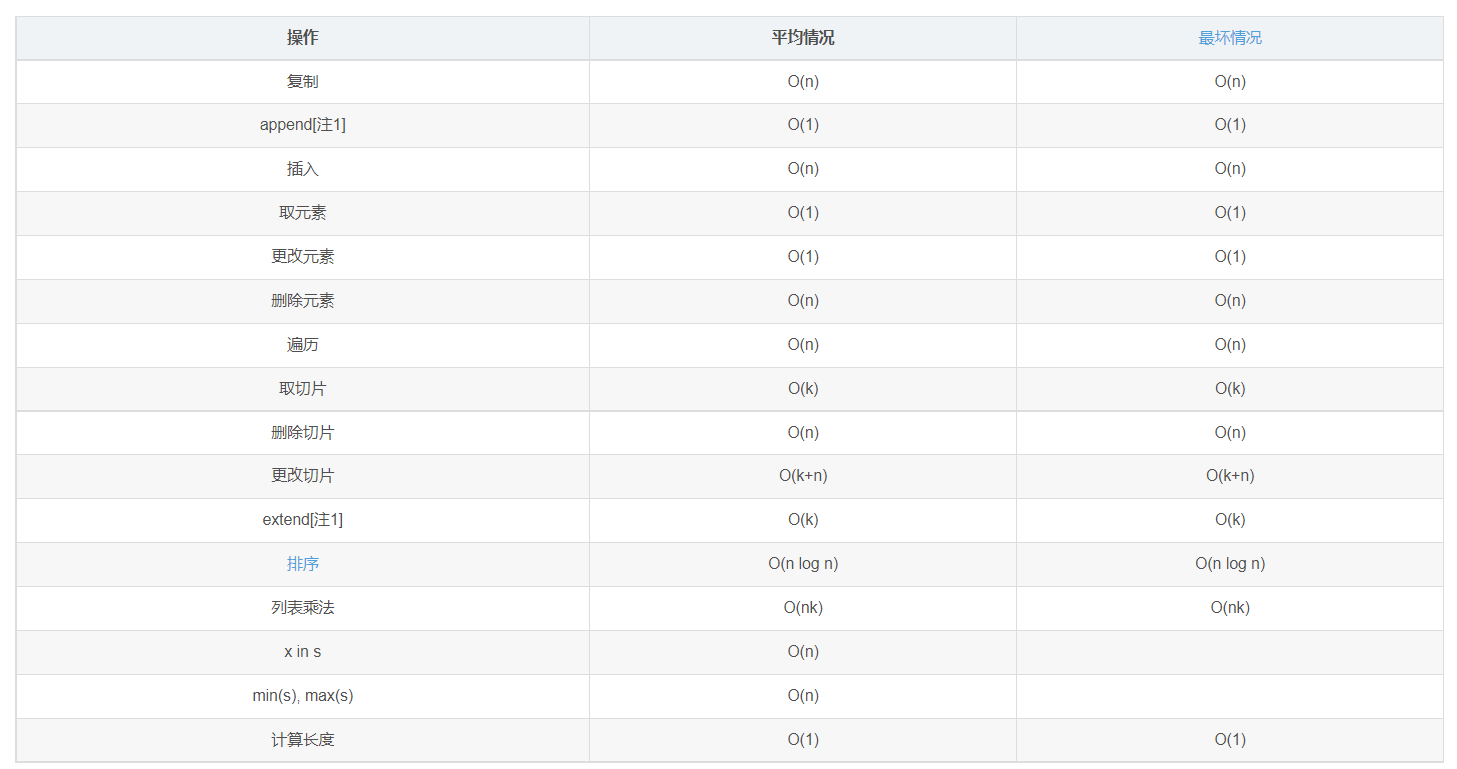 操作 平均情况 最坏情况
复制 O(n) O(n)
append[注1] O(1) O(1)
插入 O(n) O(n)
取元素 O(1) O(1)
更改元素 O(1) O(1)
删除元素 O(n) O(n)
遍历 O(n) O(n)
取切片 O(k) O(k)
删除切片 O(n) O(n)
更改切片 O(k+n) O(k+n)
extend[注1] O(k) O(k)
排序 O(n log n) O(n log n)
列表乘法 O(nk) O(nk)
x in s O(n)
min(s), max(s) O(n)
计算长度 O(1) O(1)